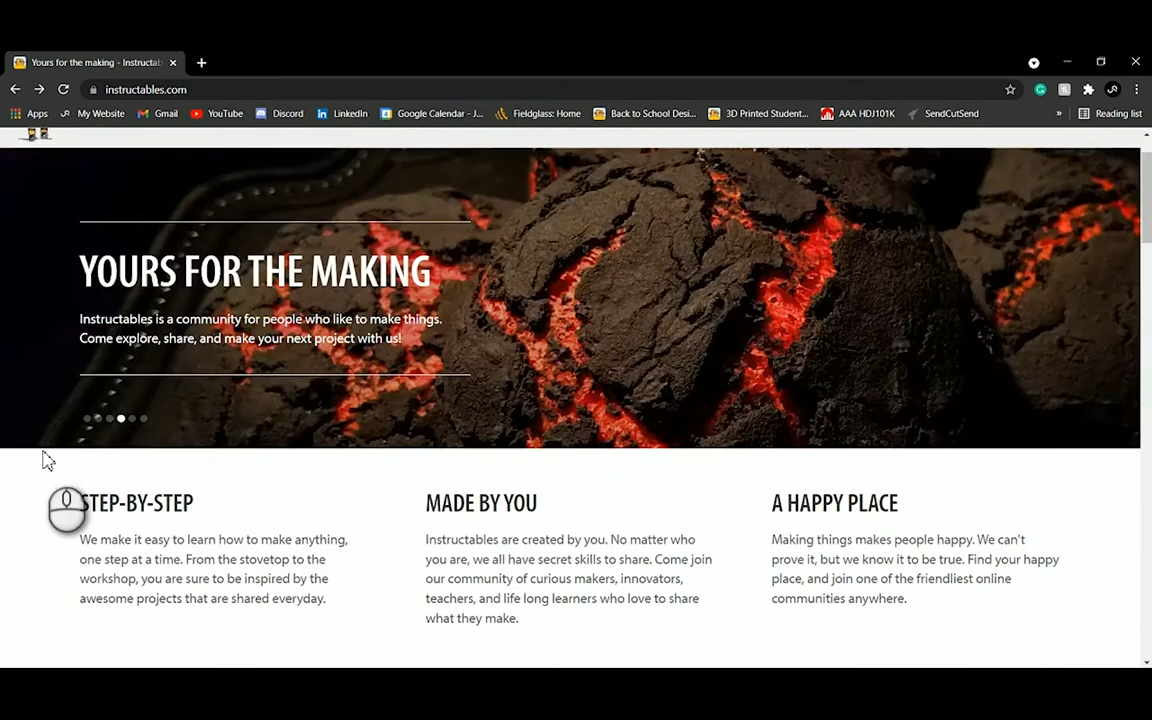 Yours for the making - Instructab
instructables.com
Apps My Website Gmail YouTube Discord LinkedIn Google Calendar - J... Fieldglass: Home Back to School Desi... 3D Printed Student... AAA HDJ101K SendCutSend » Reading list
YOURS FOR THE MAKING
Instructables is a community for people who like to make things.
Come explore, share, and make your next project with us!
STEP-BY-STEP
We make it easy to learn how to make anything,
one step at a time. From the stovetop to the
workshop, you are sure to be inspired by the
awesome projects that are shared everyday.
MADE BY YOU
Instructables are created by you. No matter who
you are, we all have secret skills to share. Come join
our community of curious makers, innovators,
teachers, and life long learners who love to share
what they make.
A HAPPY PLACE
Making things makes people happy. We can't
prove it, but we know it to be true. Find your happy
place, and join one of the friendliest online
communities anywhere.